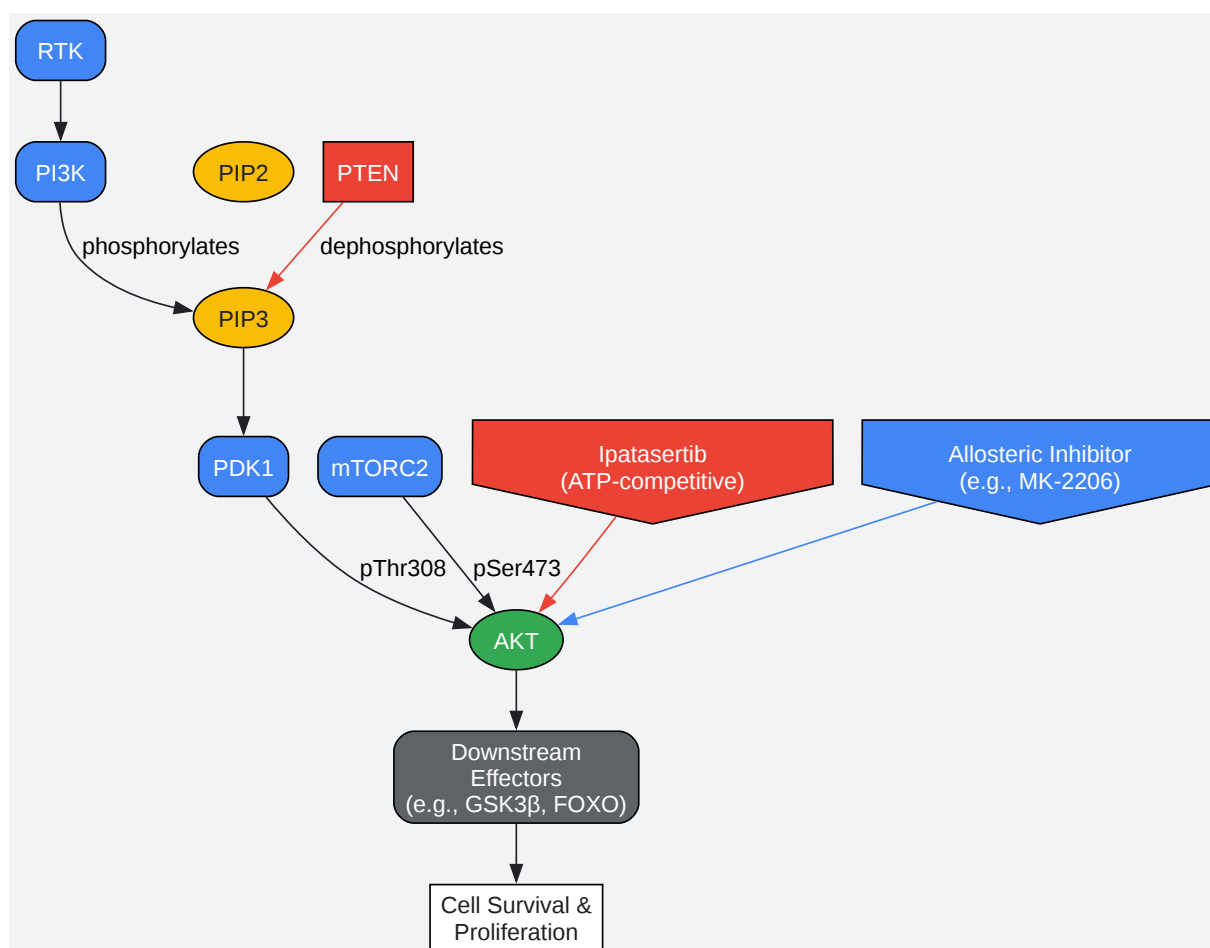 RTK
PI3K
PIP2
PTEN
phosphorylates
dephosphorylates
PIP3
PDK1
mTORC2
Ipatasertib
(ATP-competitive)
Allosteric Inhibitor
(e.g., MK-2206)
pThr308
pSer473
AKT
Downstream
Effectors
(e.g., GSK3β, FOXO)
Cell Survival &
Proliferation